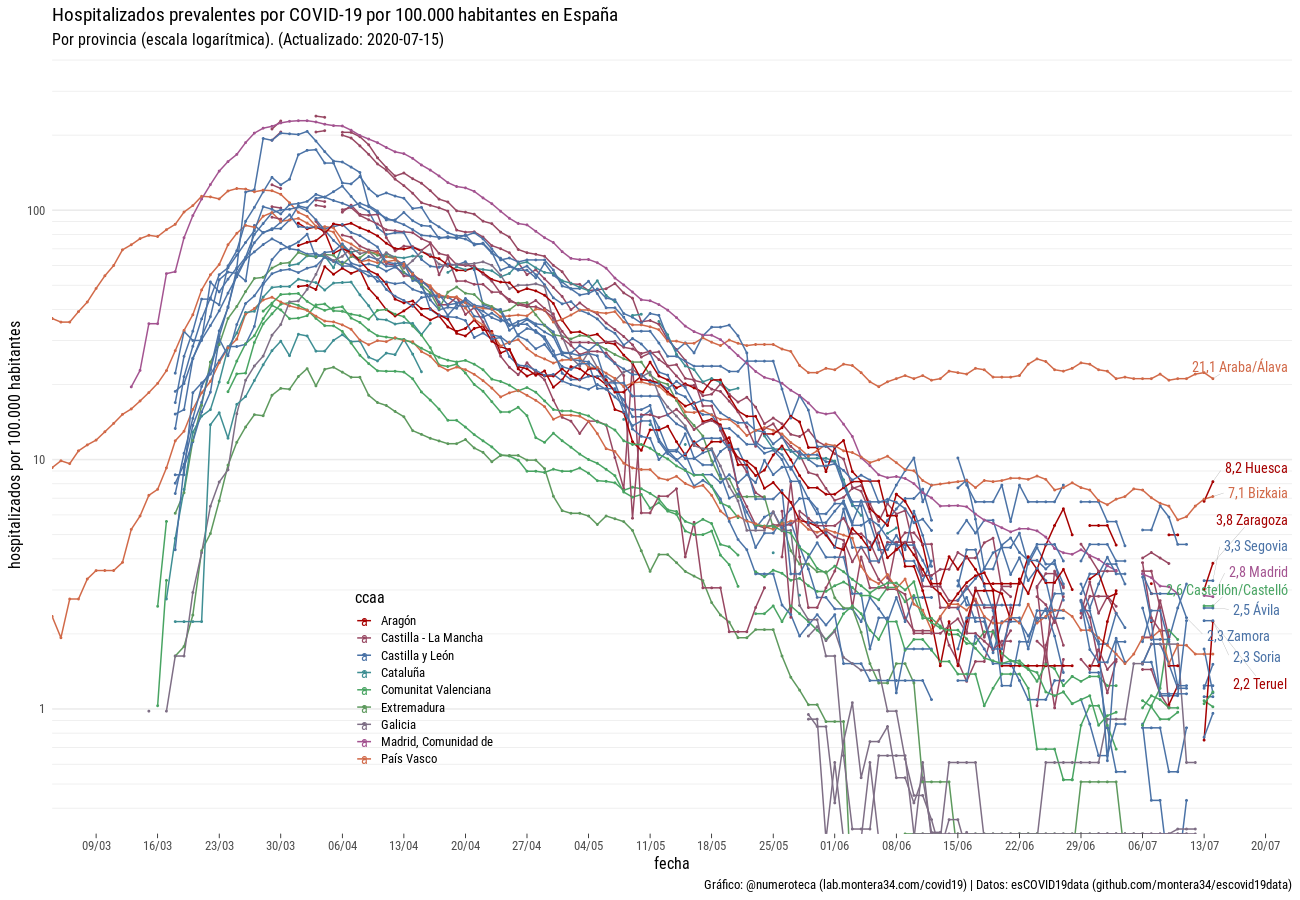 Hospitalizados prevalentes por COVID-19 por 100.000 habitantes en España
Por provincia (escala logarítmica). (Actualizado: 2020-07-15)
hospitalizados por 100.000 habitantes
100
10
1
21,1 Araba/Álava
8,2 Huesca
7,1 Bizkaia
3,8 Zaragoza
3,3 Segovia
2,8 Madrid
2,6 Castellón/Castelló
2,5 Ávila
2,3 Zamora
2,3 Soria
2,2 Teruel
ccaa
Aragón
Castilla - La Mancha
Castilla y León
Cataluña
Comunitat Valenciana
Extremadura
Galicia
Madrid, Comunidad de
País Vasco
09/03 16/03 23/03 30/03 06/04 13/04 20/04 27/04 04/05 11/05 18/05 25/05 01/06 08/06 15/06 22/06 29/06 06/07 13/07 20/07
fecha
Gráfico: @numeroteca (lab.montera34.com/covid19) | Datos: esCOVID19data (github.com/montera34/escovid19data)